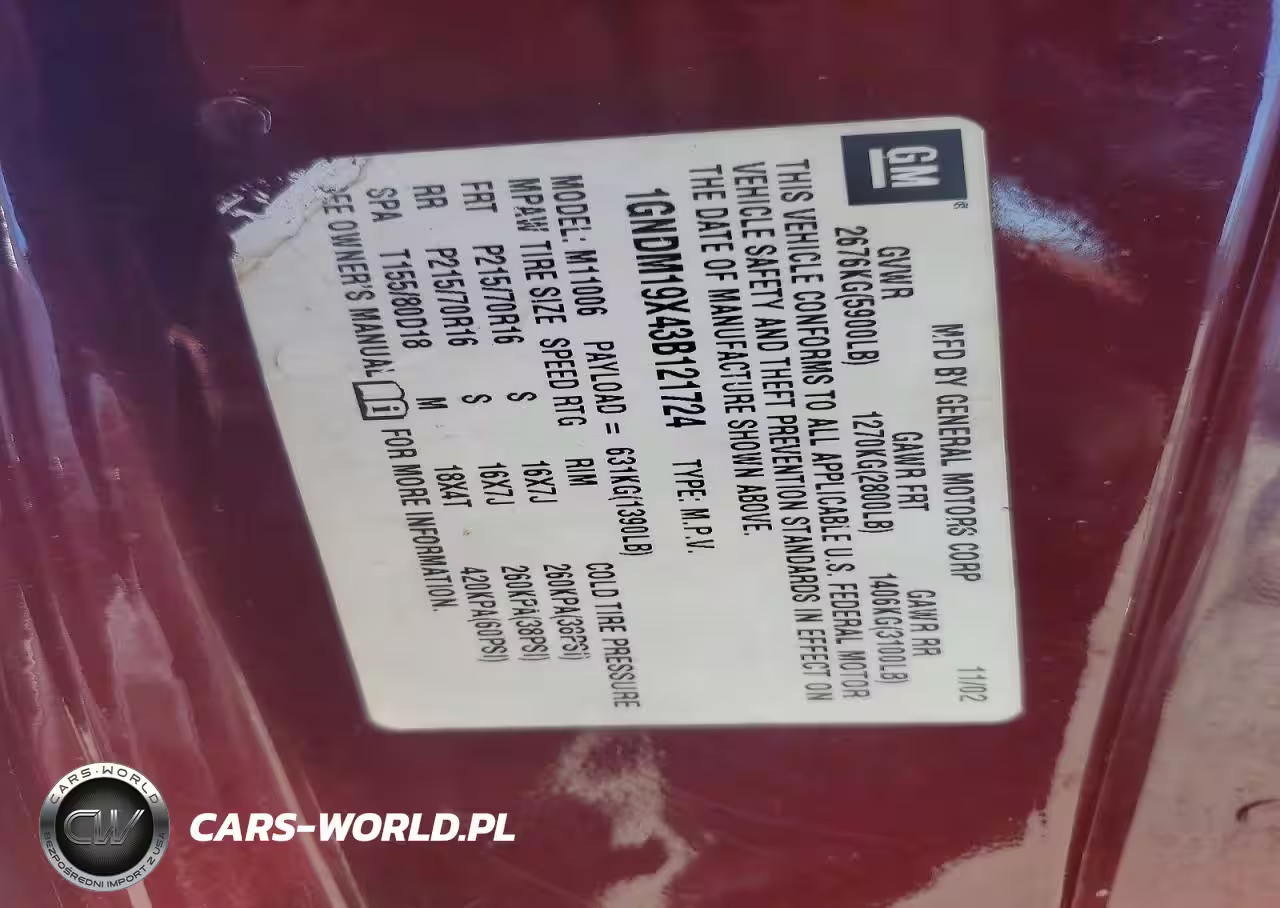 GM
MFD BY GENERAL MOTORS CORP 11/02
GVWR GAWR FRT GAWR RR
2676KG(5900LB) 1270KG(2800LB) 1406KG(3100LB)
THIS VEHICLE CONFORMS TO ALL APPLICABLE U.S. FEDERAL MOTOR
VEHICLE SAFETY AND THEFT PREVENTION STANDARDS IN EFFECT ON
THE DATE OF MANUFACTURE SHOWN ABOVE.
1GNDM19X43B121724 TYPE: M.P.V.
MODEL: M11006 PAYLOAD = 631KG(1390LB)
MPAW TIRE SIZE SPEED RTG RIM COLD TIRE PRESSURE
FRT P215/70R16 S 16X7J 260KPA(38PSI)
RR P215/70R16 S 16X7J 260KPA(38PSI)
SPA T155/80D18 M 18X4T 420KPA(60PSI)
EE OWNER'S MANUAL FOR MORE INFORMATION.
CARS-WORLD
CW
BEZPOŚREDNI IMPORT Z USA
CARS-WORLD.PL